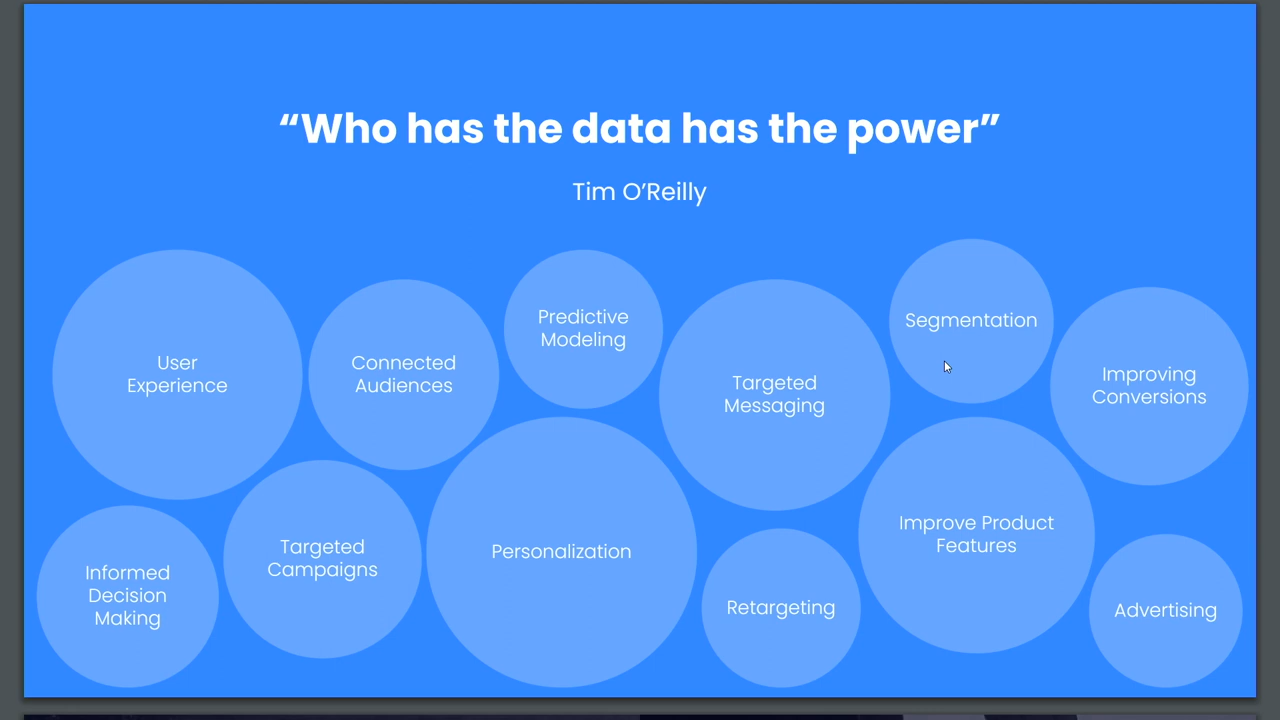 “Who has the data has the power”
Tim O’Reilly
User
Experience
Connected
Audiences
Predictive
Modeling
Targeted
Messaging
Segmentation
Improving
Conversions
Informed
Decision
Making
Targeted
Campaigns
Personalization
Retargeting
Improve Product
Features
Advertising